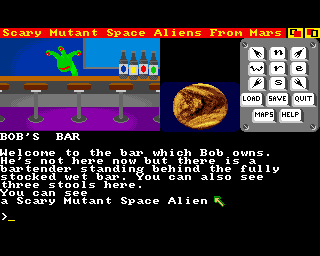 Scary Mutant Space Aliens From Mars
n
w r e
s
LOAD SAVE QUIT
MAPS HELP
BOB'S BAR
Welcome to the bar which Bob owns.
He's not here now but there is a
bartender standing behind the fully
stocked wet bar. You can also see
three stools here.
You can see
a Scary Mutant Space Alien
>_